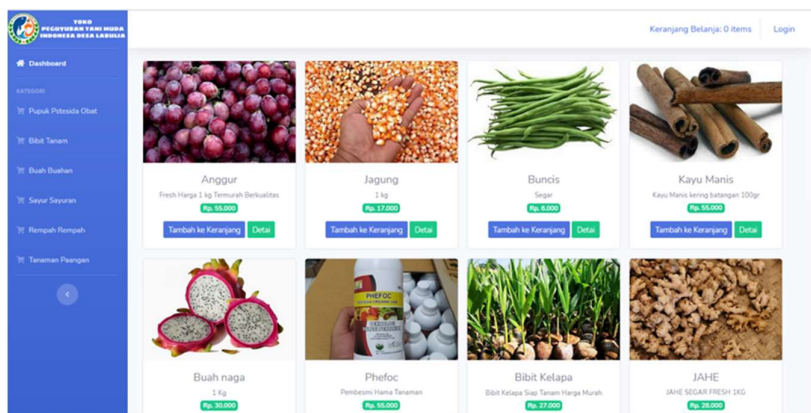 TOKO
PEGUYUBAN TANI MUDA
INDONESA DESA LABULIA
Keranjang Belanja: 0 items
Login
Dashboard
KATEGORI
Pupuk Potesida Obat
Bibit Tanam
Buah Buahan
Sayur Sayuran
Rempah Rempah
Tanaman Paangan
Anggur
Fresh Harga 1 kg Termurah Berkualitas
Rp. 55.000
Tambah ke Keranjang Detai
Jagung
1 kg
Rp. 17.000
Tambah ke Keranjang Detai
Buncis
Segar
Rp. 8.000
Tambah ke Keranjang Detai
Kayu Manis
Kayu Manis kering batangan 100gr
Rp. 55.000
Tambah ke Keranjang Detai
Buah naga
1 Kg
Rp. 30.000
PHEFOC
Phefoc
Pembesmi Hama Tanaman
Rp. 55.000
Bibit Kelapa
Bibit Kelapa Siap Tanam Harga Murah
Rp. 27.000
JAHE
JAHE SEGAR FRESH 1KG
Rp. 28.000